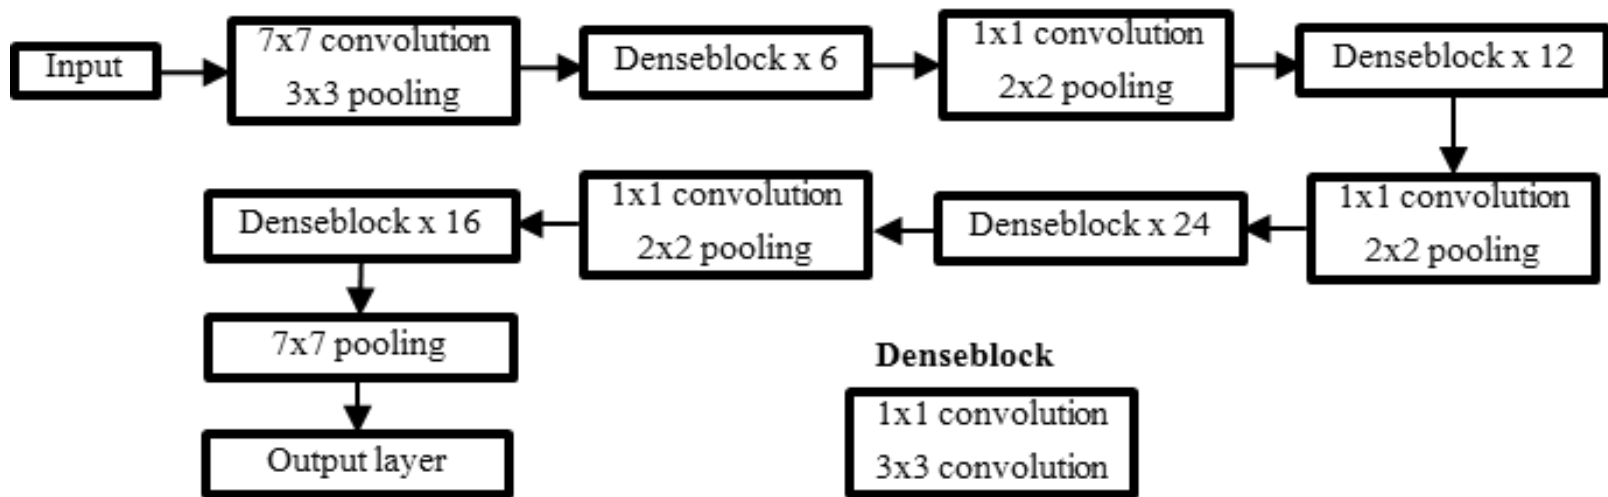 Input
7x7 convolution
3x3 pooling
Denseblock x 6
1x1 convolution
2x2 pooling
Denseblock x 12
1x1 convolution
2x2 pooling
Denseblock x 24
1x1 convolution
2x2 pooling
Denseblock x 16
7x7 pooling
Output layer
Denseblock
1x1 convolution
3x3 convolution